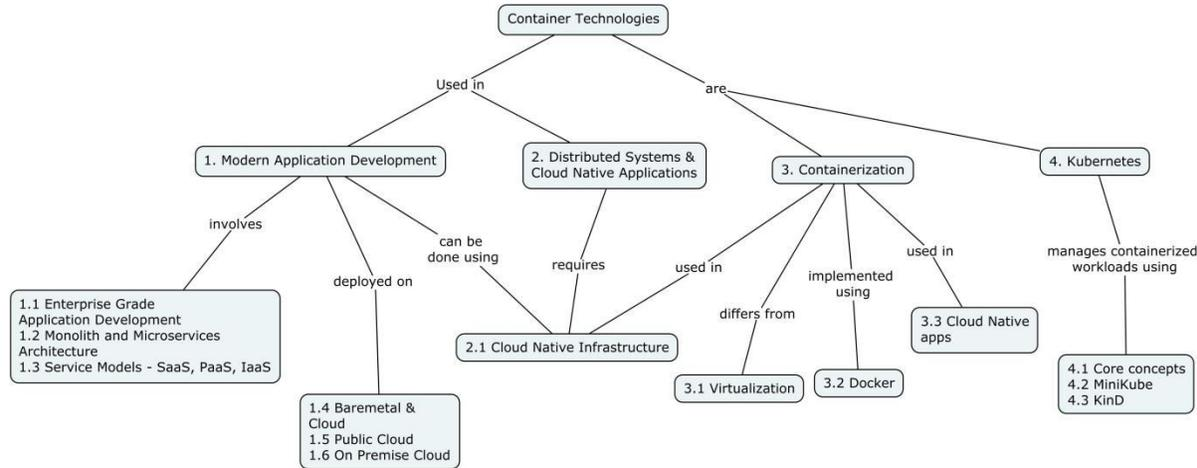 Container Technologies
Used in
are
1. Modern Application Development
2. Distributed Systems &
Cloud Native Applications
3. Containerization
4. Kubernetes
involves
can be
done using
deployed on
requires
used in
differs from
implemented
using
used in
manages containerized
workloads using
1.1 Enterprise Grade
Application Development
1.2 Monolith and Microservices
Architecture
1.3 Service Models - SaaS, PaaS, IaaS
2.1 Cloud Native Infrastructure
3.3 Cloud Native
apps
3.1 Virtualization
3.2 Docker
4.1 Core concepts
4.2 MiniKube
4.3 KinD
1.4 Baremetal &
Cloud
1.5 Public Cloud
1.6 On Premise Cloud